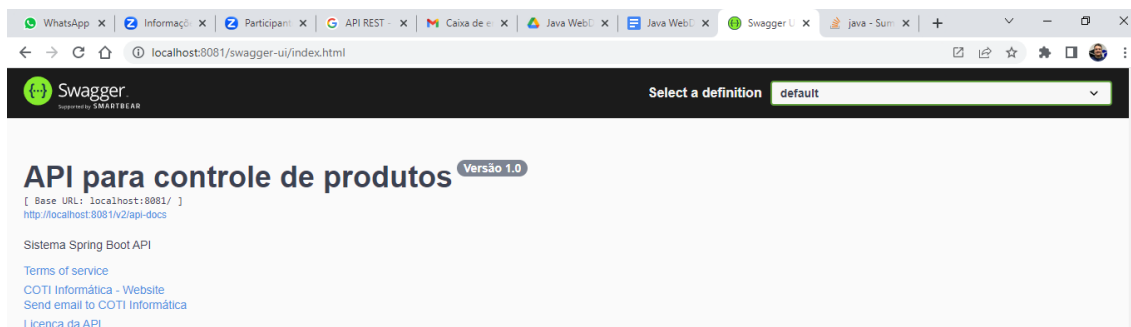 WhatsApp
Informaçõ
Participant
API REST -
Caixa de e
Java WebD
Java WebD
Swagger U
java - Sum
localhost:8081/swagger-ui/index.html
Swagger.
Supported by SMARTBEAR
Select a definition
default
API para controle de produtos
Versão 1.0
[ Base URL: localhost:8081/ ]
http://localhost:8081/v2/api-docs
Sistema Spring Boot API
Terms of service
COTI Informática - Website
Send email to COTI Informática
Licença da API